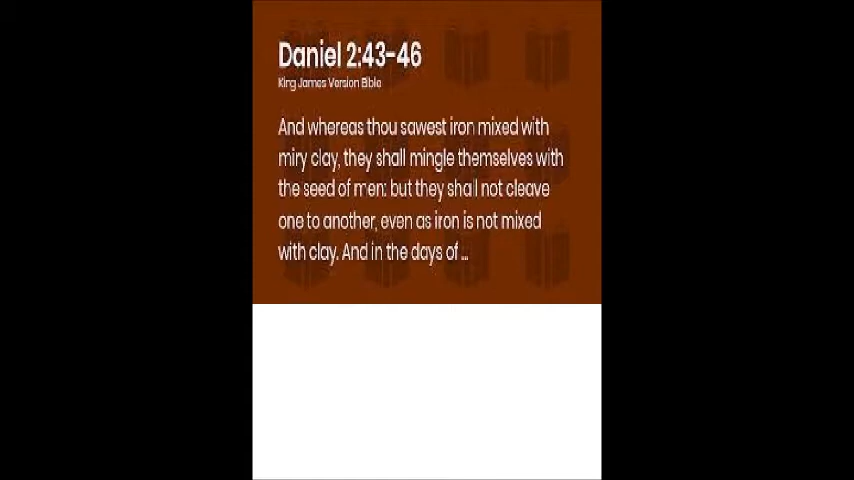 Daniel 2:43-46
King James Version Bible
And whereas thou sawest iron mixed with
miry clay, they shall mingle themselves with
the seed of men: but they shall not cleave
one to another, even as iron is not mixed
with clay. And in the days of ...